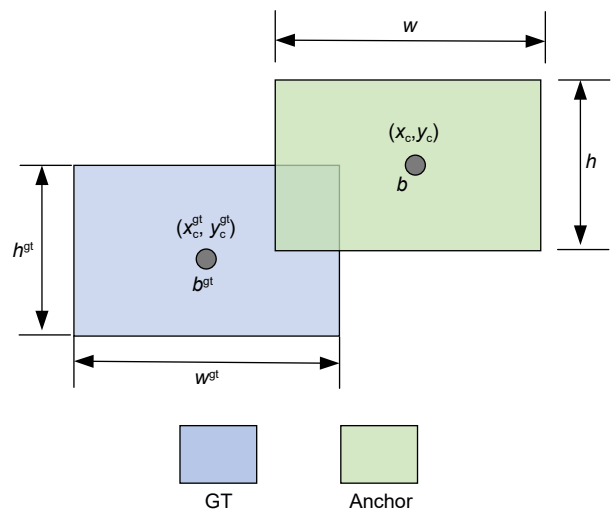 w
(x_c,y_c)
h
b
(x_c^gt, y_c^gt)
h^gt
b^gt
w^gt
GT
Anchor